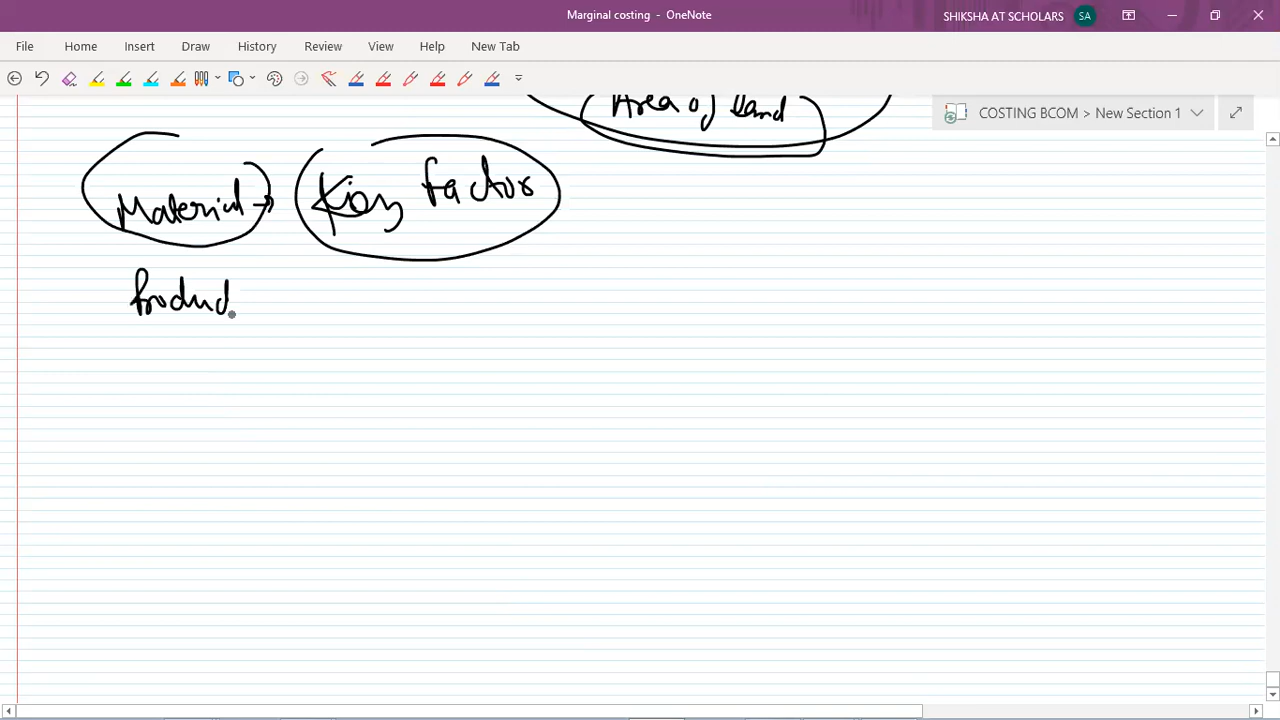 Marginal costing - OneNote
SHIKSHA AT SCHOLARS SA
File Home Insert Draw History Review View Help New Tab
COSTING BCOM > New Section 1
Area of land
Material → Key factor
Produc